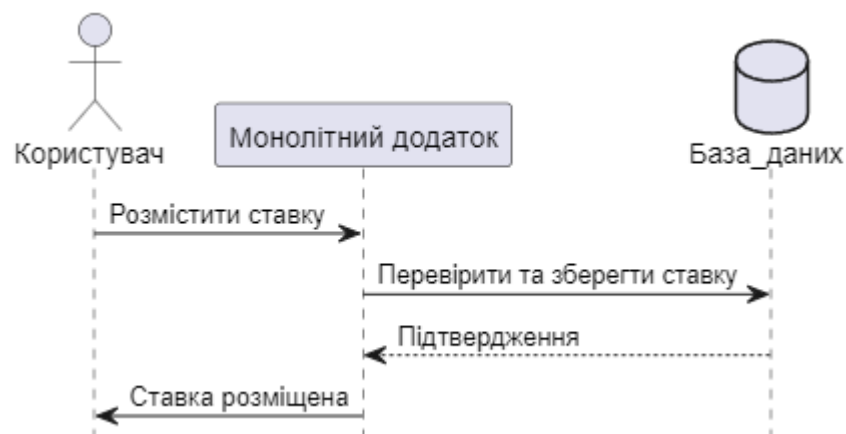 Користувач
Монолітний додаток
База_даних
Розмістити ставку
Перевірити та зберегти ставку
Підтвердження
Ставка розміщена